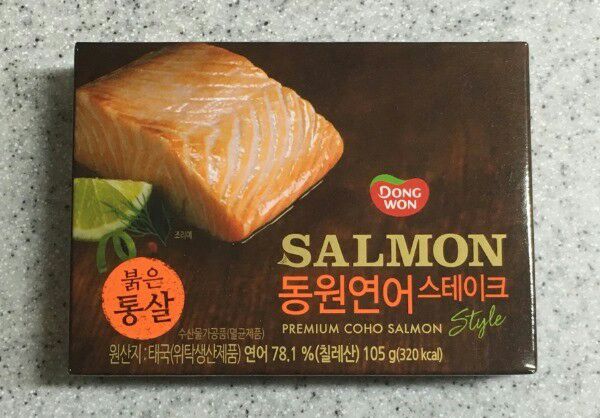 DONG
WON
조리예
SALMON
동원연어 스테이크
PREMIUM COHO SALMON Style
붉은
통살
수산물가공품(멸균제품)
원산지 : 태국(위탁생산제품) 연어 78.1 %(칠레산) 105 g(320 kcal)